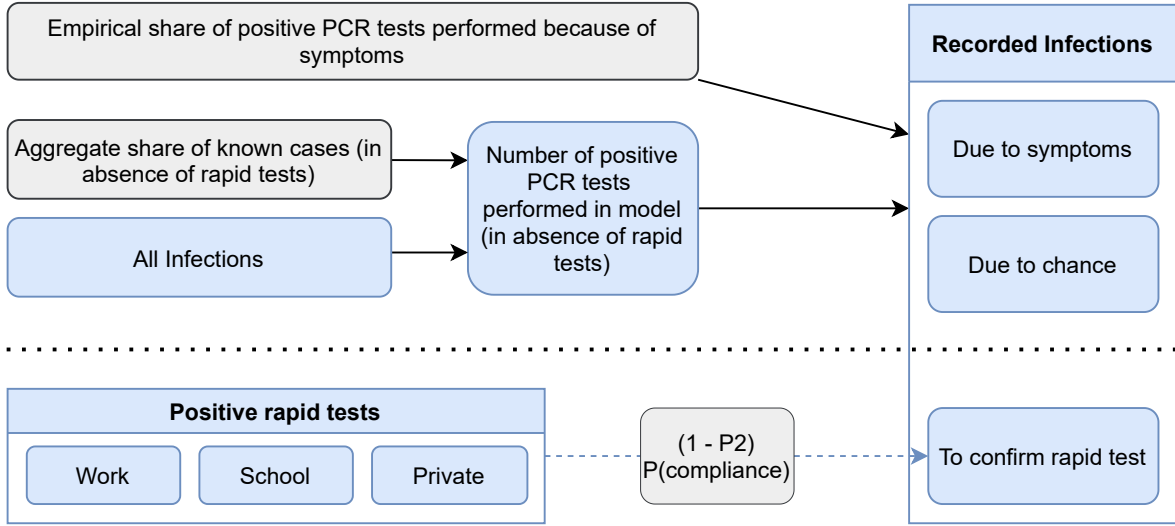 Empirical share of positive PCR tests performed because of
symptoms
Recorded Infections
Aggregate share of known cases (in
absence of rapid tests)
All Infections
Number of positive
PCR tests
performed in model
(in absence of rapid
tests)
Due to symptoms
Due to chance
Positive rapid tests
Work
School
Private
(1 - P2)
P(compliance)
To confirm rapid test